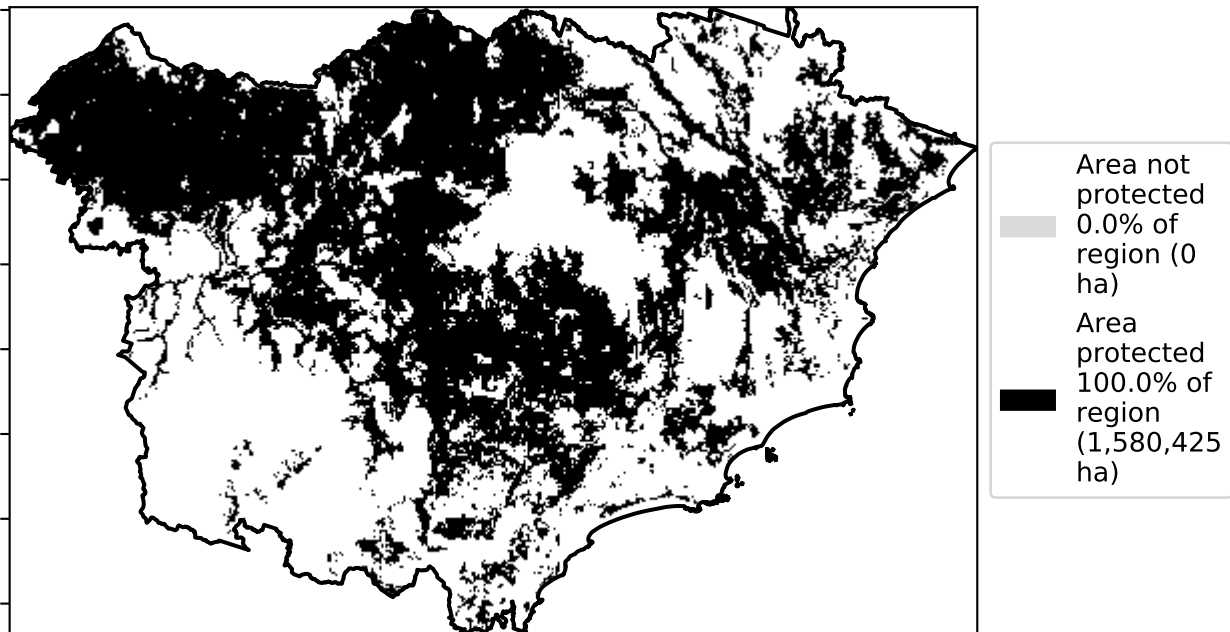 Area not
protected
0.0% of
region (0
ha)
Area
protected
100.0% of
region
(1,580,425
ha)